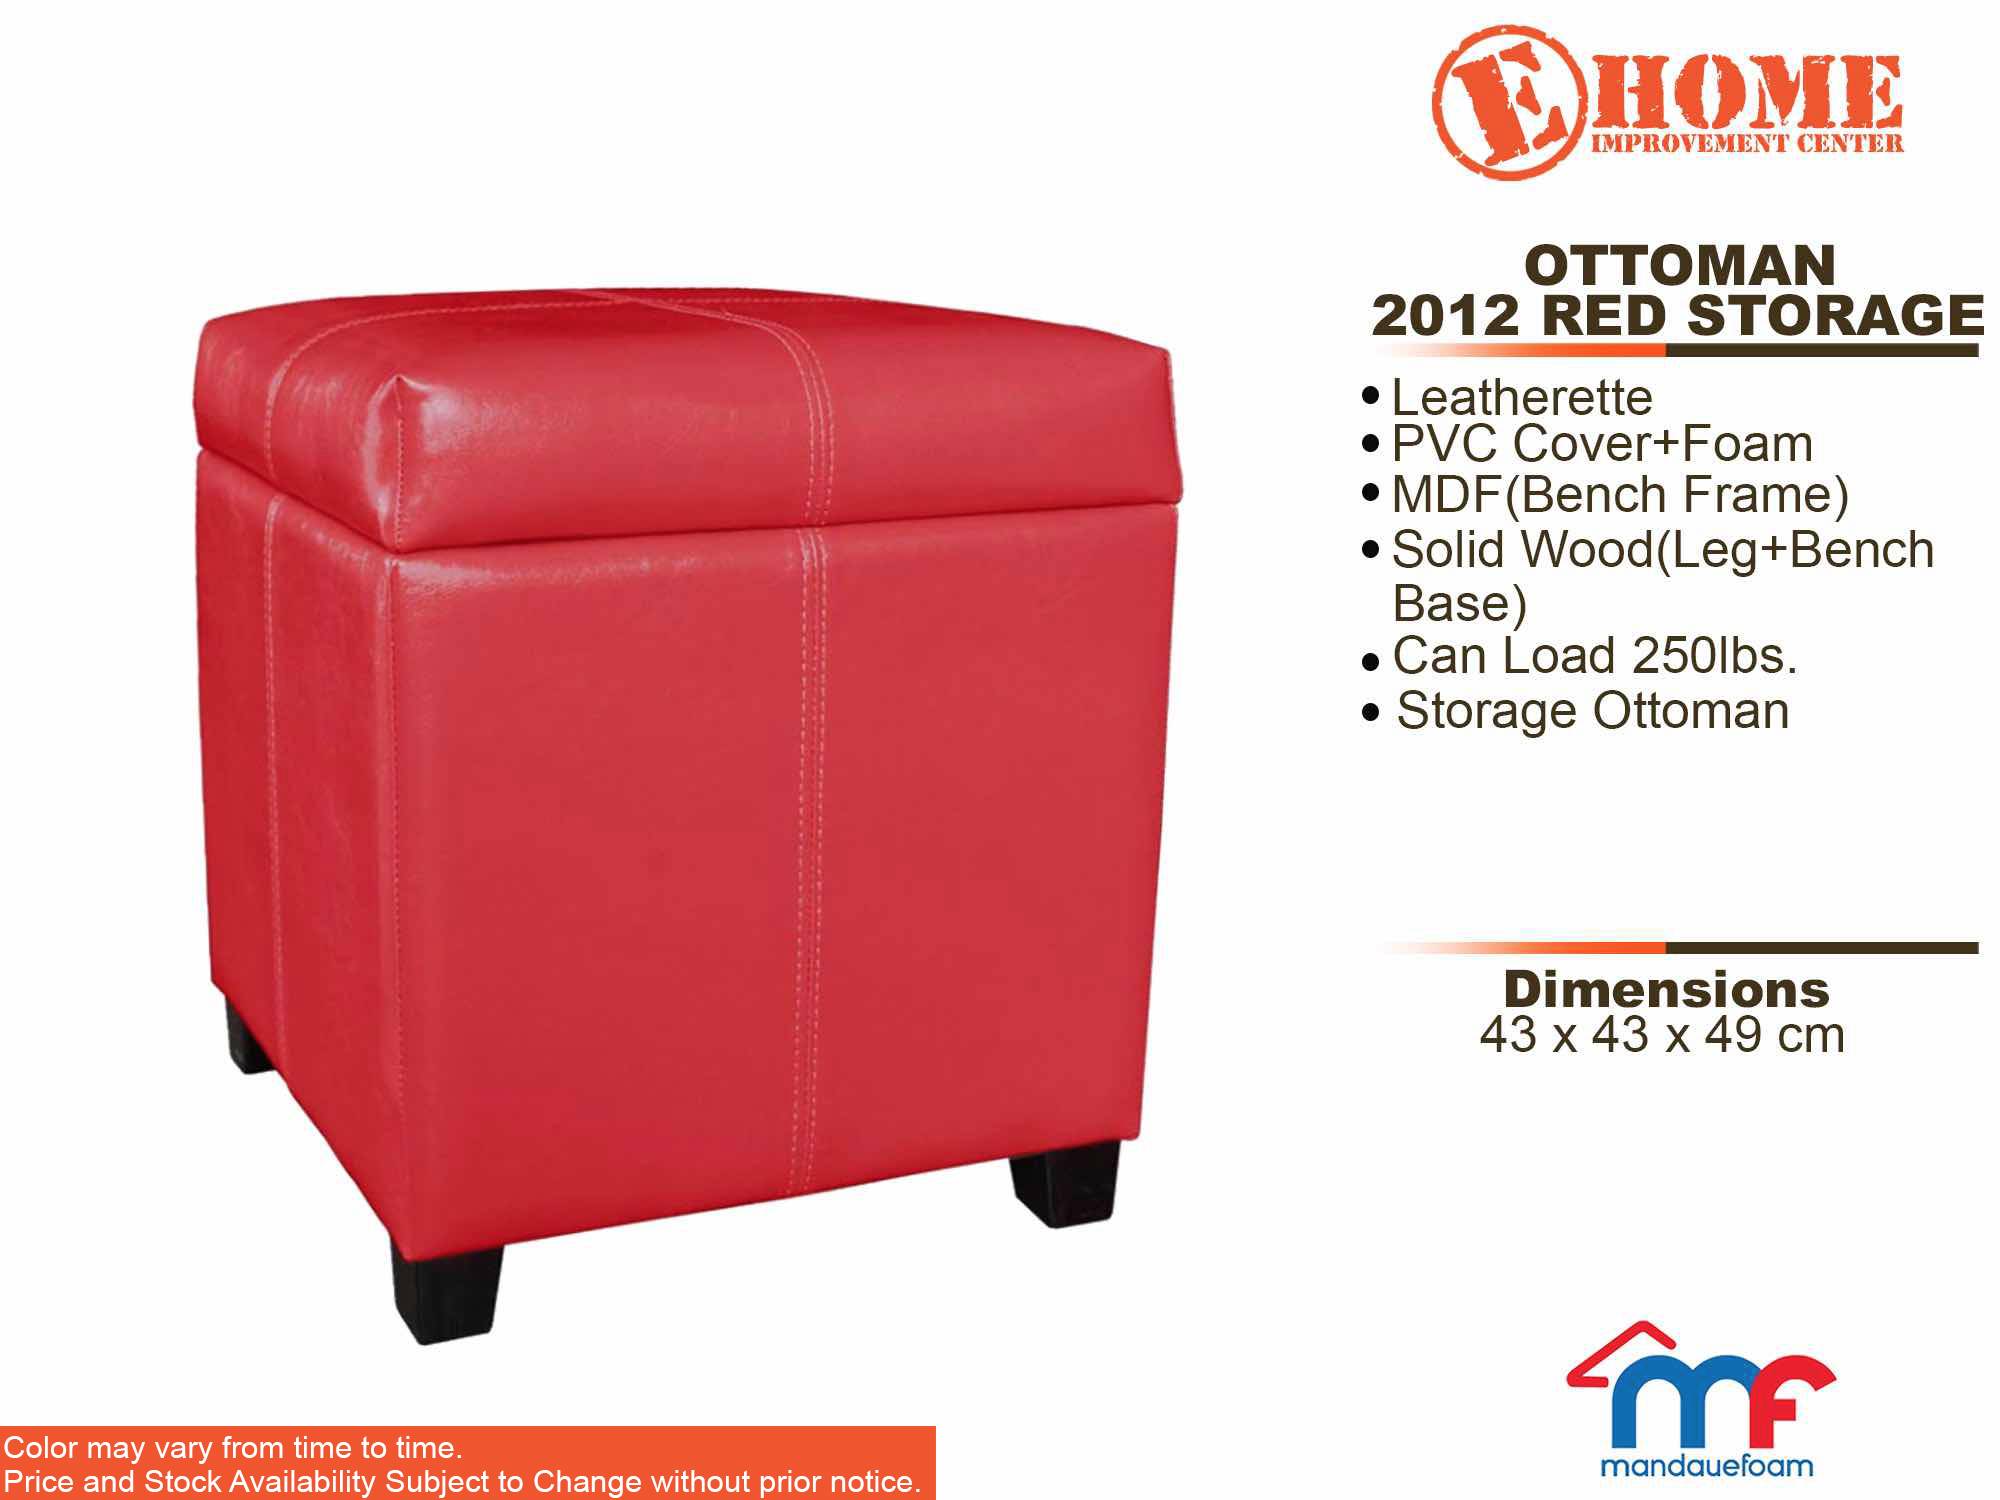 E HOME
IMPROVEMENT CENTER
OTTOMAN
2012 RED STORAGE
• Leatherette
• PVC Cover+Foam
• MDF(Bench Frame)
• Solid Wood(Leg+Bench
Base)
• Can Load 250lbs.
• Storage Ottoman
Dimensions
43 x 43 x 49 cm
mf
mandauefoam
Color may vary from time to time.
Price and Stock Availability Subject to Change without prior notice.